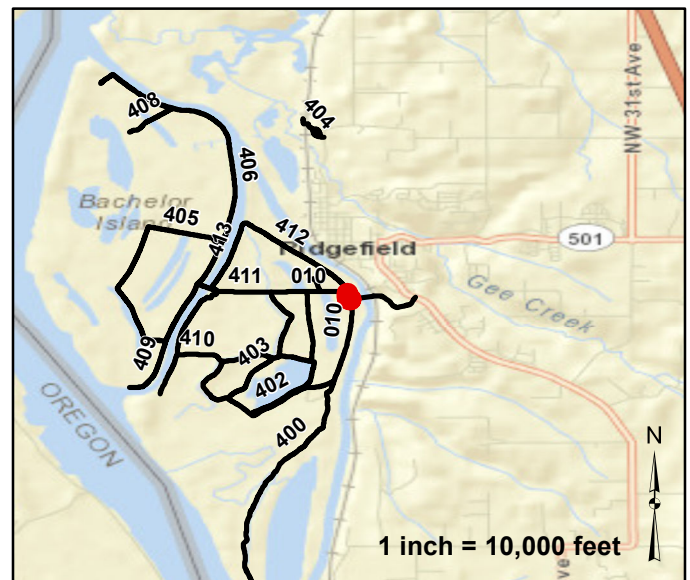 NW 31st Ave
408
404
406
Bachelor
Island
405
413
412
Ridgefield
501
411
010
Gee Creek
010
410
409
403
402
OREGON
400
N
1 inch = 10,000 feet
ve